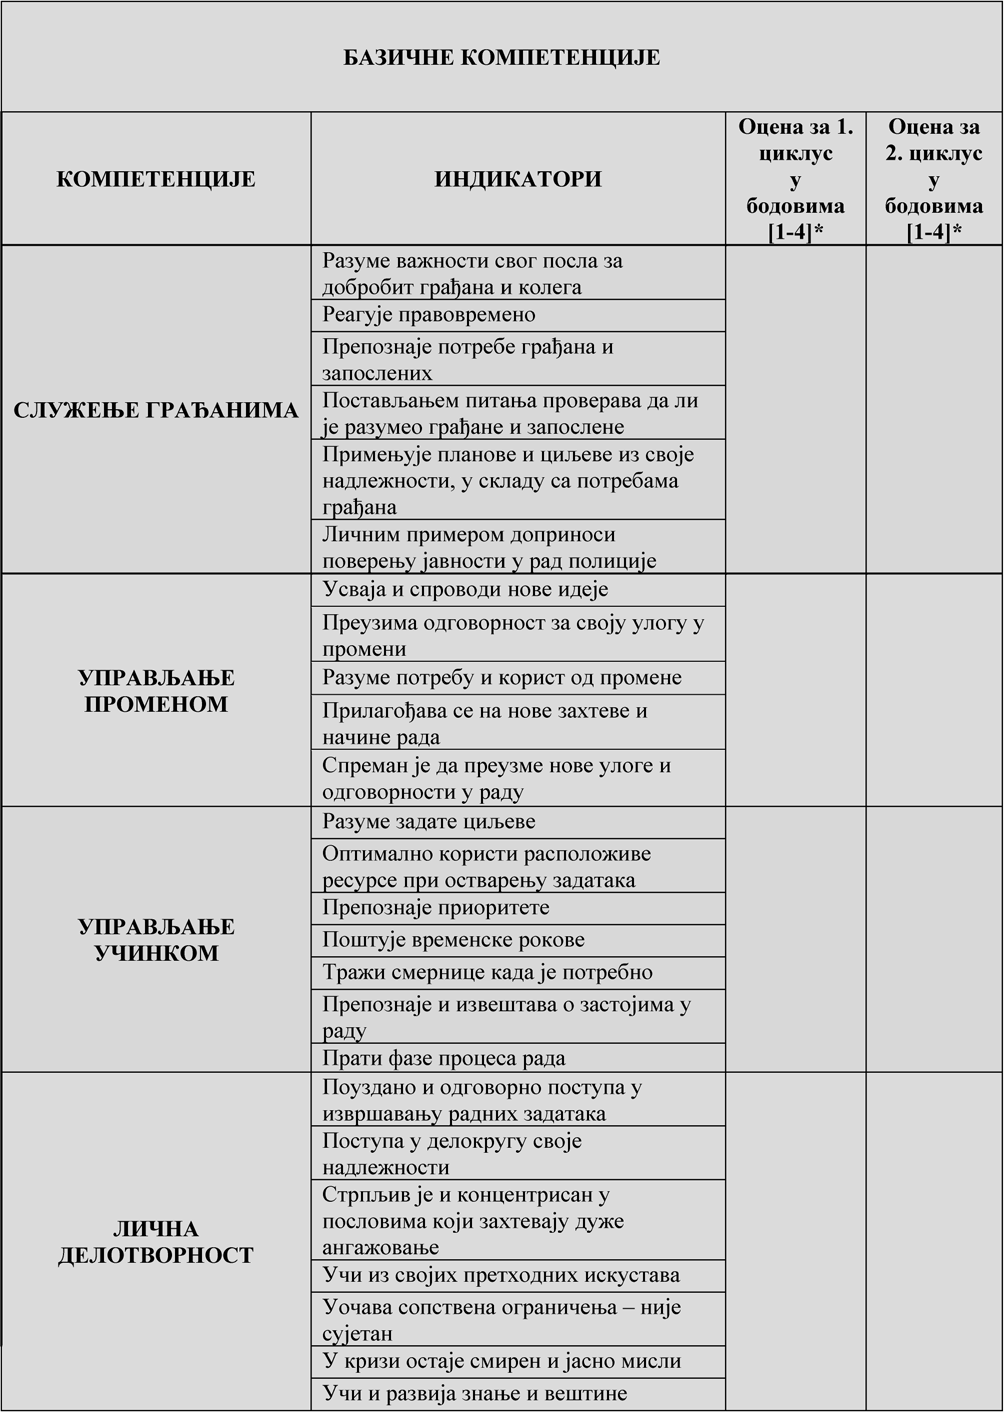 БАЗИЧНЕ КОМПЕТЕНЦИЈЕ
КОМПЕТЕНЦИЈЕ
ИНДИКАТОРИ
Оцена за 1.
циклус
у
бодовима
[1-4]*
Оцена за
2. циклус
у
бодовима
[1-4]*
СЛУЖЕЊЕ ГРАЂАНИМА
Разуме важности свог посла за
добробит грађана и колега
Реагује правовремено
Препознаје потребе грађана и
запослених
Постављањем питања проверава да ли
је разумео грађане и запослене
Примењује планове и циљеве из своје
надлежности, у складу са потребама
грађана
Личним примером доприноси
поверењу јавности у рад полиције
УПРАВЉАЊЕ
ПРОМЕНОМ
Усваја и спроводи нове идеје
Преузима одговорност за своју улогу у
промени
Разуме потребу и корист од промене
Прилагођава се на нове захтеве и
начине рада
Спреман је да преузме нове улоге и
одговорности у раду
УПРАВЉАЊЕ
УЧИНКОМ
Разуме задате циљеве
Оптимално користи расположиве
ресурсе при остварењу задатака
Препознаје приоритете
Поштује временске рокове
Тражи смернице када је потребно
Препознаје и извештава о застојима у
раду
Прати фазе процеса рада
ЛИЧНА
ДЕЛОТВОРНОСТ
Поуздано и одговорно поступа у
извршавању радних задатака
Поступа у делокругу своје
надлежности
Стрпљив је и концентрисан у
пословима који захтевају дуже
ангажовање
Учи из својих претходних искустава
Уочава сопствена ограничења – није
сујетан
У кризи остаје смирен и јасно мисли
Учи и развија знање и вештине